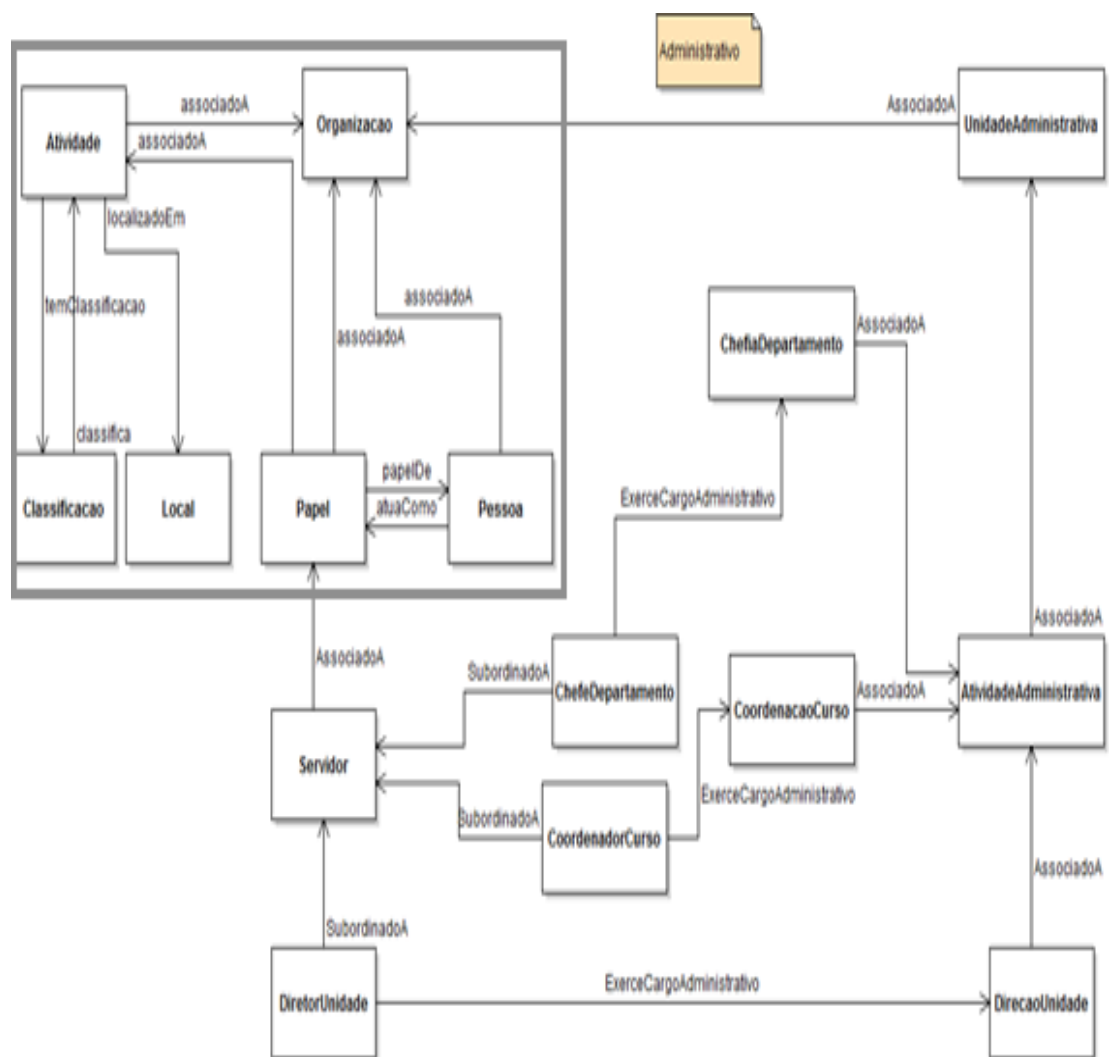 Administrativo
associadoA
Atividade
Organizacao
associadoA
AssociadoA
UnidadeAdministrativa
localizadoEm
temClassificacao
associadoA
associadoA
ChefiaDepartamento
AssociadoA
classifica
Classificacao
Local
Papel
papelDe
atuaComo
Pessoa
ExerceCargoAdministrativo
AssociadoA
SubordinadoA
ChefeDepartamento
CoordenacaoCurso
AssociadoA
AssociadoA
AtividadeAdministrativa
Servidor
ExerceCargoAdministrativo
SubordinadoA
CoordenadorCurso
AssociadoA
SubordinadoA
DiretorUnidade
ExerceCargoAdministrativo
DirecaoUnidade